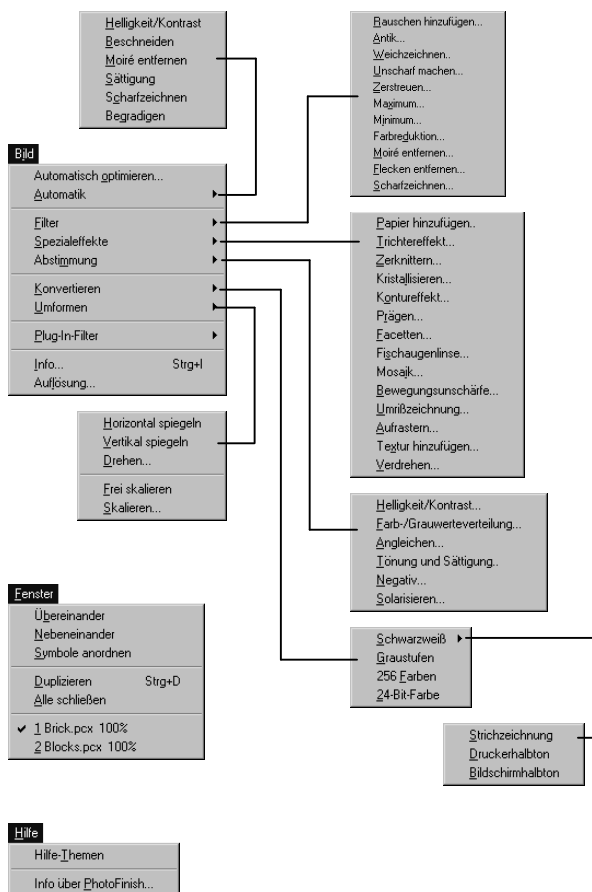 Helligkeit/Kontrast
Beschneiden
Moiré entfernen
Sättigung
Scharfzeichnen
Begradigen
Rauschen hinzufügen...
Antik...
Weichzeichnen..
Unscharf machen...
Zerstreuen...
Maximum...
Minimum...
Farbreduktion...
Moiré entfernen...
Flecken entfernen...
Scharfzeichnen...
Bild
Automatisch optimieren...
Automatik
Filter
Spezialeffekte
Abstimmung
Konvertieren
Umformen
Plug-In-Filter
Info... Strg+I
Auflösung...
Papier hinzufügen..
Trichtereffekt...
Zerknittern...
Kristallisieren...
Kontureffekt...
Prägen...
Facetten...
Fischaugenlinse...
Mosaik...
Bewegungsunschärfe...
Umrißzeichnung...
Aufrastern...
Textur hinzufügen...
Verdrehen...
Horizontal spiegeln
Vertikal spiegeln
Drehen...
Frei skalieren
Skalieren...
Helligkeit/Kontrast...
Farb-/Grauwerteverteilung...
Angleichen...
Tönung und Sättigung..
Negativ...
Solarisieren...
Fenster
Übereinander
Nebeneinander
Symbole anordnen
Duplizieren Strg+D
Alle schließen
✔ 1 Brick.pcx 100%
2 Blocks.pcx 100%
Schwarzweiß
Graustufen
256 Farben
24-Bit-Farbe
Strichzeichnung
Druckerhalbton
Bildschirmhalbton
Hilfe
Hilfe-Themen
Info über PhotoFinish...